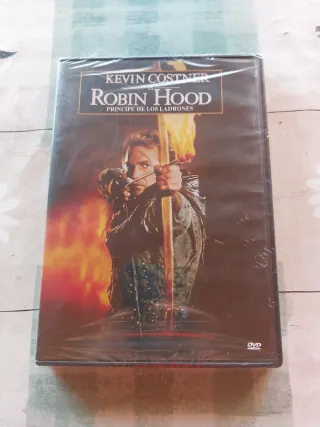 KEVIN COSTNER
ROBIN HOOD
PRINCIPE DE LOS LADRONES
DVD